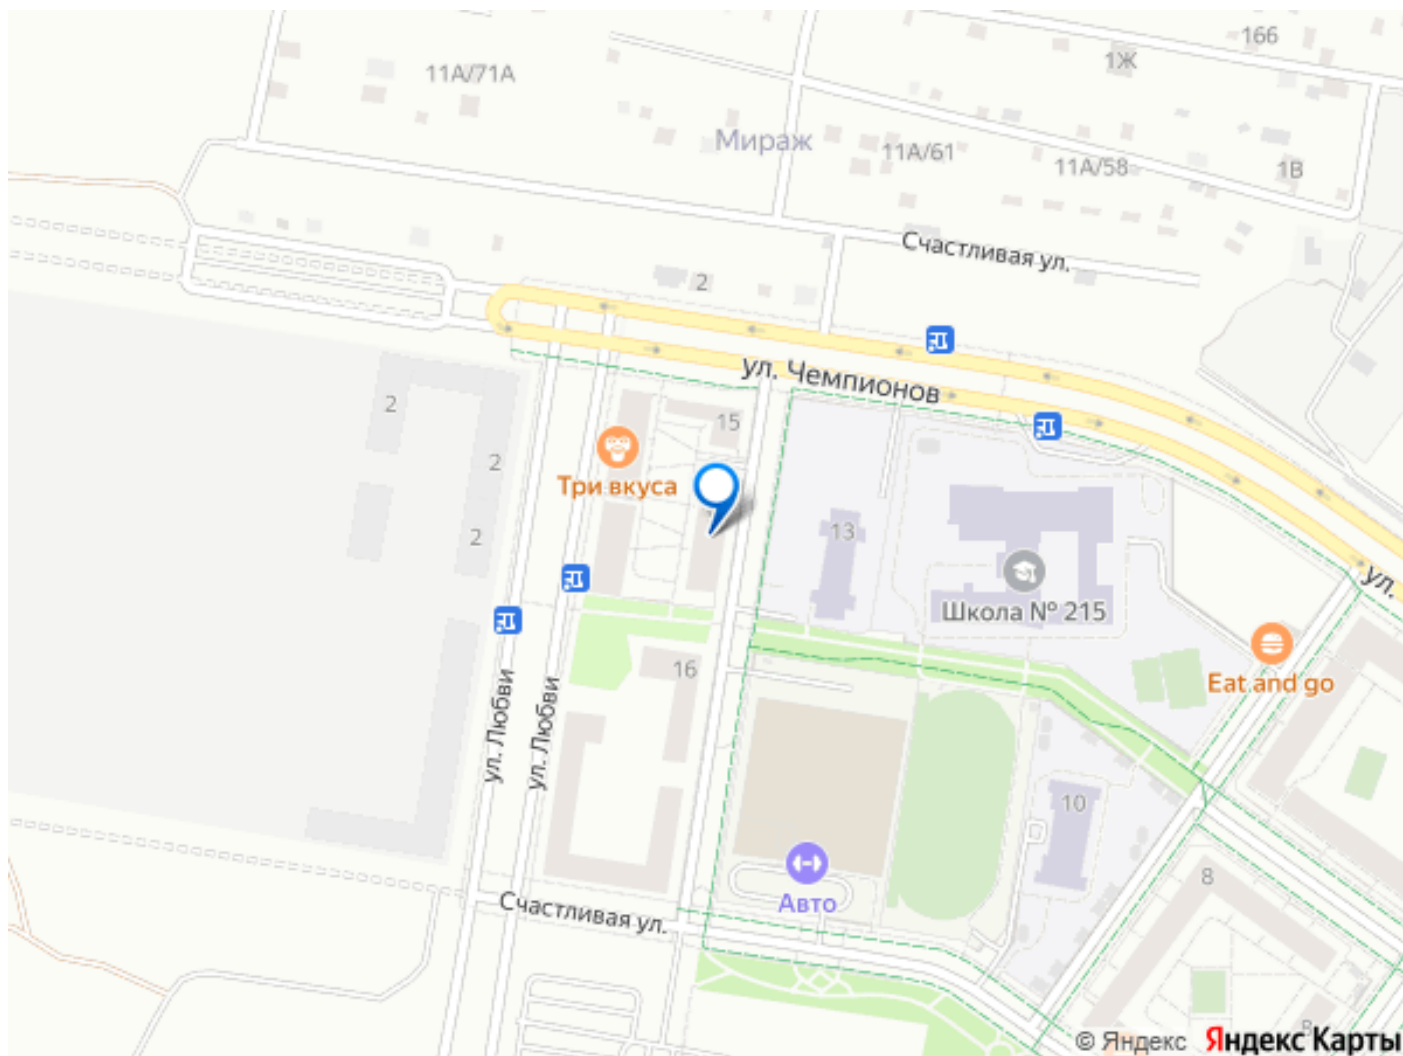 166
1Ж
11А/71А
Мираж
11А/61
11А/58
1В
Счастливая ул.
2
ул. Чемпионов
2
15
2
Три вкуса
13
2
ул.
Школа № 215
16
Eat and go
ул. Любви
ул. Любви
10
8
Авто
Счастливая ул.
© Яндекс Яндекс Карты